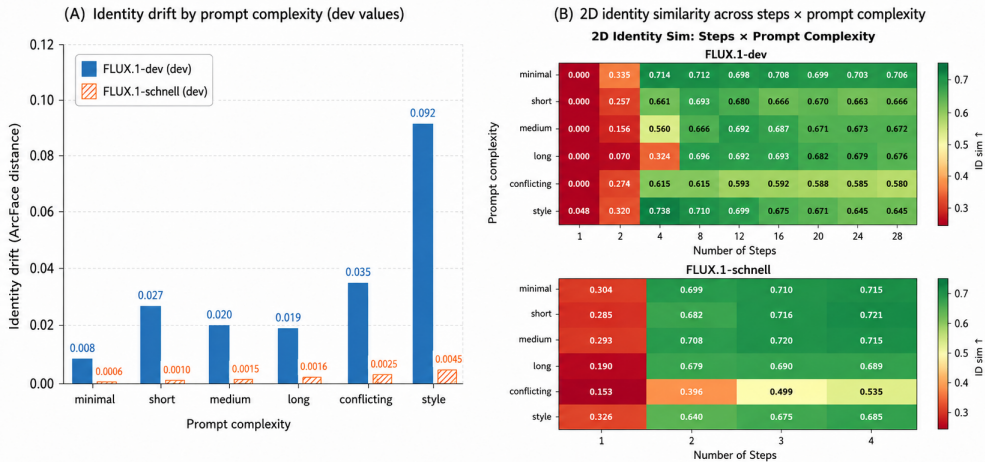 (A) Identity drift by prompt complexity (dev values)
Identity drift (ArcFace distance)
0.12
0.10
0.08
0.06
0.04
0.02
0.00
FLUX.1-dev (dev)
FLUX.1-schnell (dev)
0.008 0.0006
0.027 0.0010
0.020 0.0015
0.019 0.0016
0.035 0.0025
0.092 0.0045
minimal short medium long conflicting style
Prompt complexity
(B) 2D identity similarity across steps × prompt complexity
2D Identity Sim: Steps × Prompt Complexity
FLUX.1-dev
Prompt complexity
minimal 0.000 0.335 0.714 0.712 0.698 0.708 0.699 0.703 0.706
short 0.000 0.257 0.661 0.693 0.680 0.666 0.670 0.663 0.666
medium 0.000 0.156 0.560 0.666 0.692 0.687 0.671 0.673 0.672
long 0.000 0.070 0.324 0.696 0.692 0.693 0.682 0.679 0.676
conflicting 0.000 0.274 0.615 0.615 0.593 0.592 0.588 0.585 0.580
style 0.048 0.320 0.738 0.710 0.699 0.675 0.671 0.645 0.645
1 2 4 8 12 16 20 24 28
Number of Steps
0.7
0.6
0.5
0.4
0.3
ID sim ↑
FLUX.1-schnell
minimal 0.304 0.699 0.710 0.715
short 0.285 0.682 0.716 0.721
medium 0.293 0.708 0.720 0.715
long 0.190 0.679 0.690 0.689
conflicting 0.153 0.396 0.499 0.535
style 0.326 0.640 0.675 0.685
1 2 3 4
Number of Steps
0.7
0.6
0.5
0.4
0.3
ID sim ↑